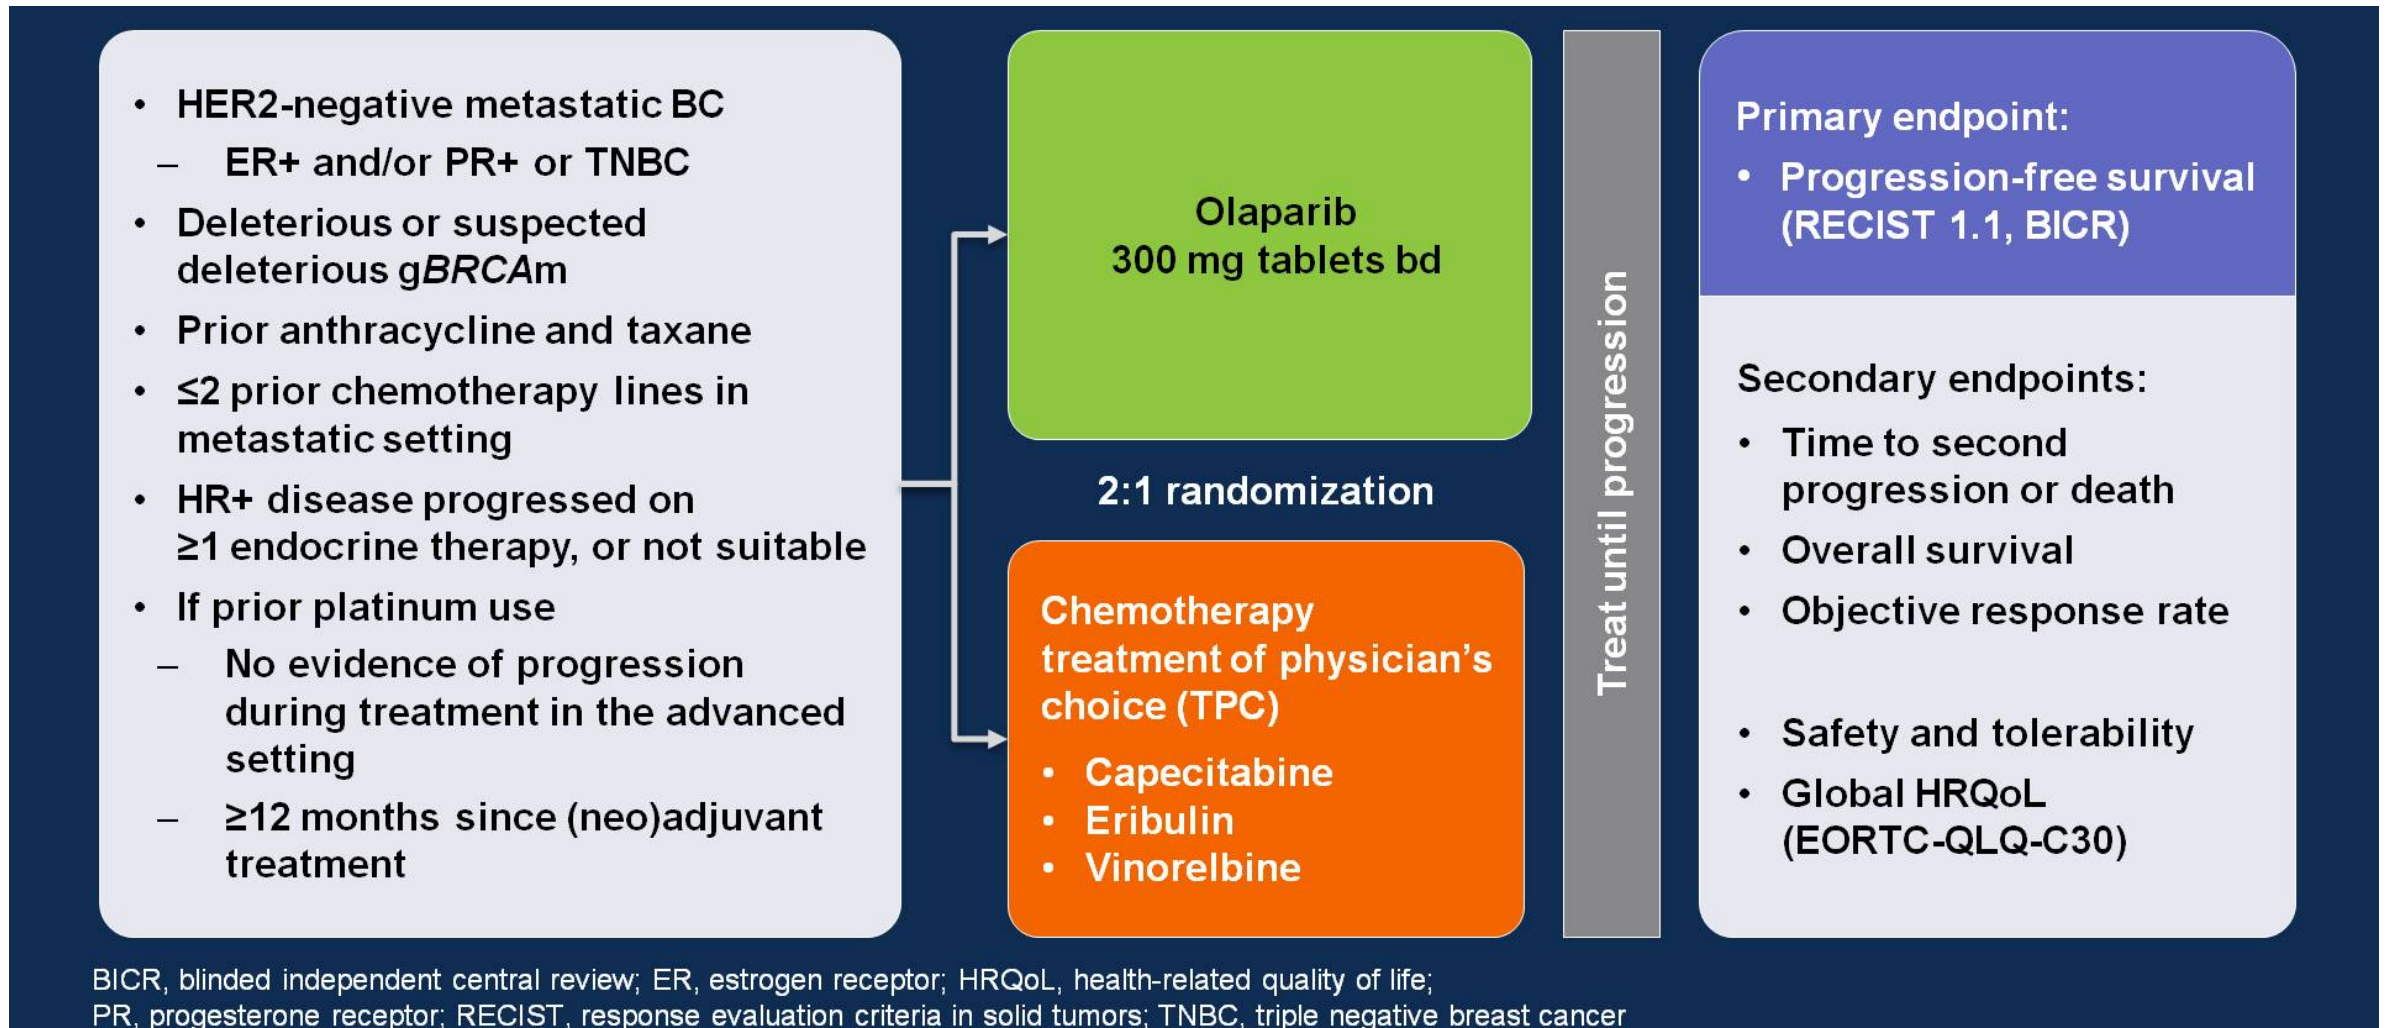 • HER2-negative metastatic BC
– ER+ and/or PR+ or TNBC
• Deleterious or suspected
deleterious gBRCAm
• Prior anthracycline and taxane
• ≤2 prior chemotherapy lines in
metastatic setting
• HR+ disease progressed on
≥1 endocrine therapy, or not suitable
• If prior platinum use
– No evidence of progression
during treatment in the advanced
setting
– ≥12 months since (neo)adjuvant
treatment
Olaparib
300 mg tablets bd
2:1 randomization
Chemotherapy
treatment of physician’s
choice (TPC)
• Capecitabine
• Eribulin
• Vinorelbine
Treat until progression
Primary endpoint:
• Progression-free survival
(RECIST 1.1, BICR)
Secondary endpoints:
• Time to second
progression or death
• Overall survival
• Objective response rate
• Safety and tolerability
• Global HRQoL
(EORTC-QLQ-C30)
BICR, blinded independent central review; ER, estrogen receptor; HRQoL, health-related quality of life;
PR, progesterone receptor; RECIST, response evaluation criteria in solid tumors; TNBC, triple negative breast cancer